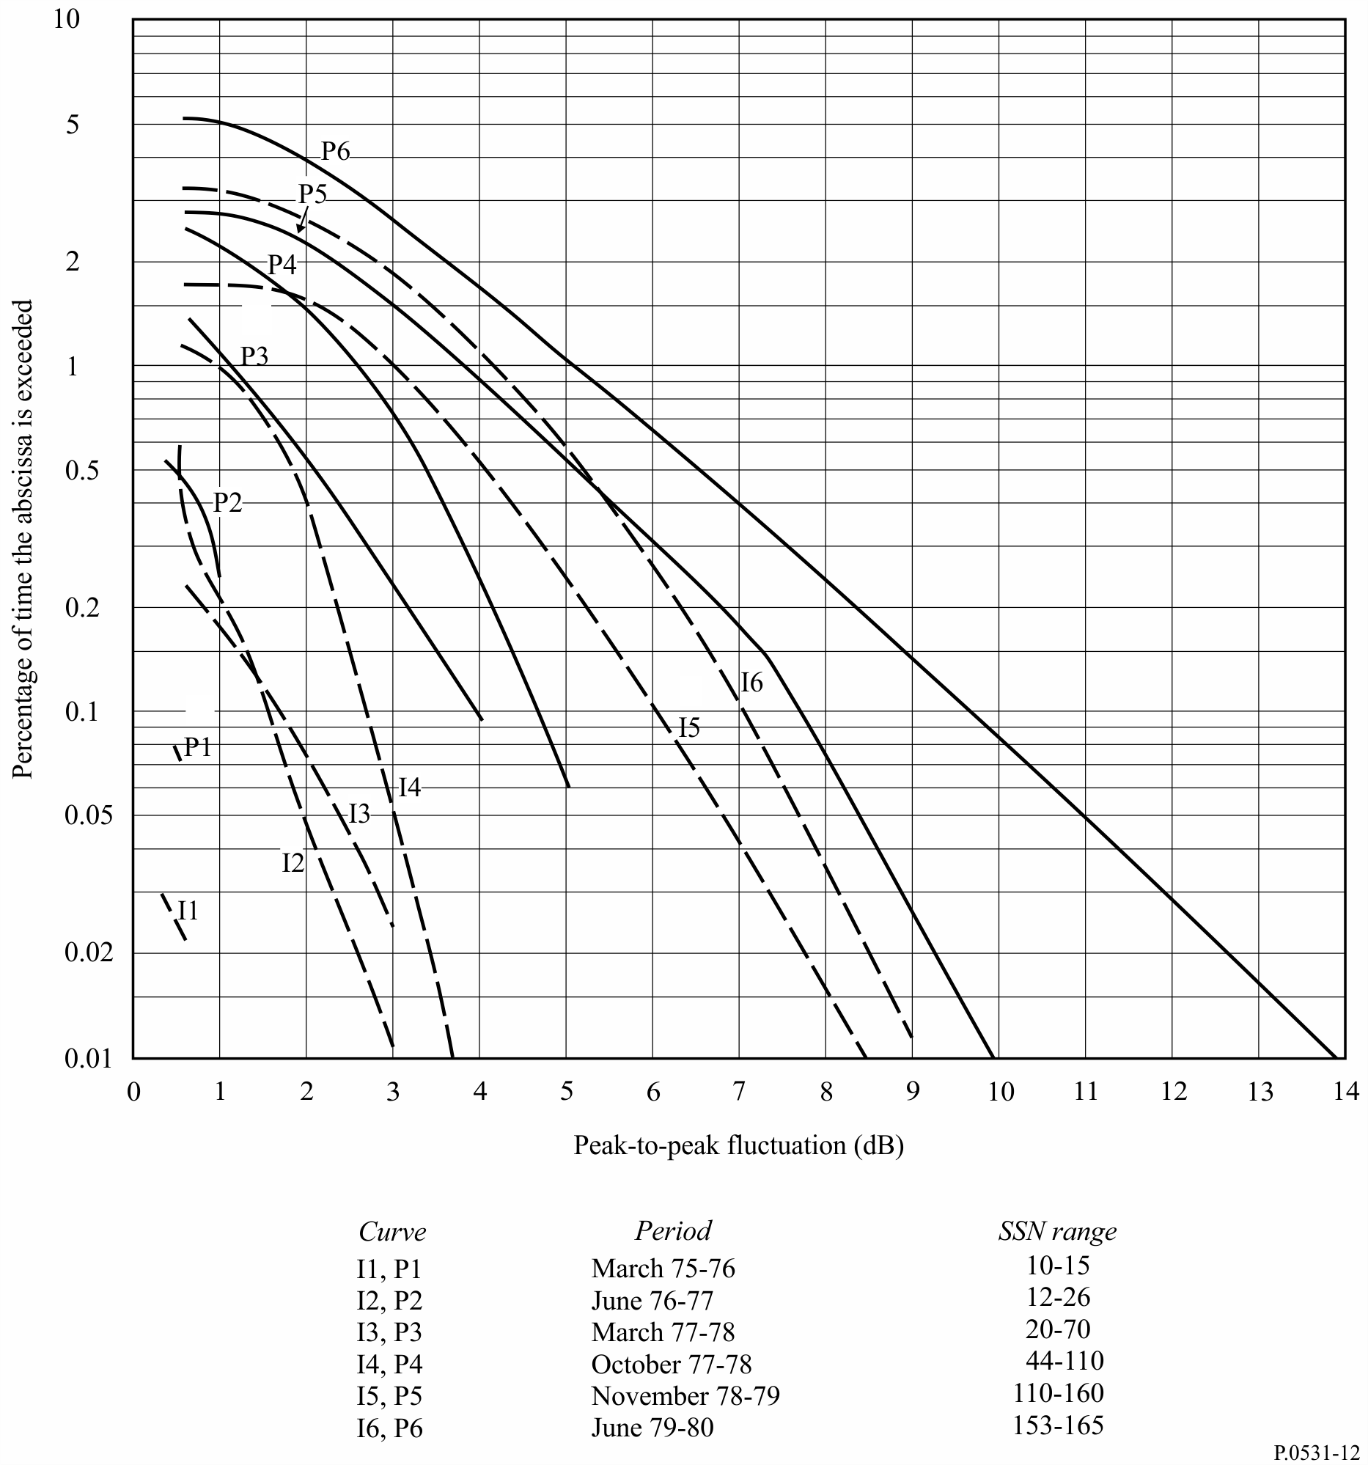 10
5
2
1
0.5
0.2
0.1
0.05
0.02
0.01
Percentage of time the abscissa is exceeded
P6
P5
P4
P3
P2
P1
I6
I5
I4
I3
I2
I1
0 1 2 3 4 5 6 7 8 9 10 11 12 13 14
Peak-to-peak fluctuation (dB)
Curve Period SSN range
I1, P1 March 75-76 10-15
I2, P2 June 76-77 12-26
I3, P3 March 77-78 20-70
I4, P4 October 77-78 44-110
I5, P5 November 78-79 110-160
I6, P6 June 79-80 153-165
P.0531-12